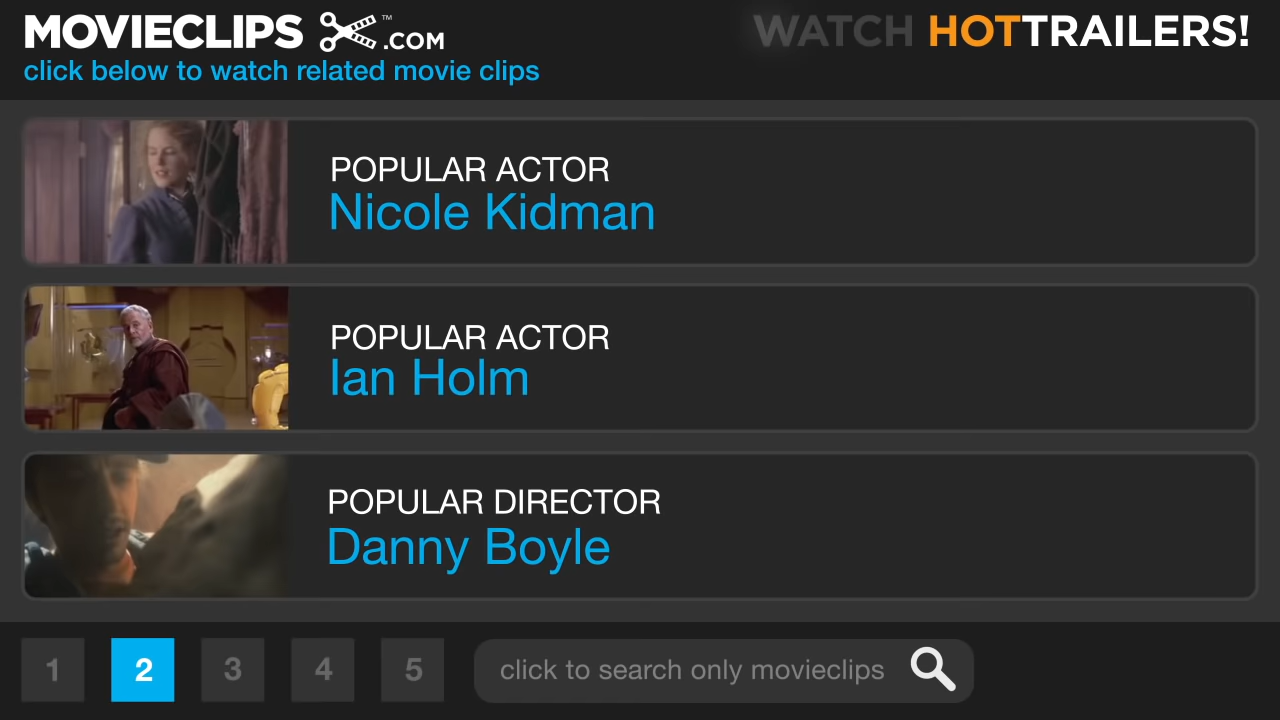 MOVIECLIPS ™ .COM
WATCH HOTTRAILERS!
click below to watch related movie clips
POPULAR ACTOR
Nicole Kidman
POPULAR ACTOR
Ian Holm
POPULAR DIRECTOR
Danny Boyle
1 2 3 4 5 click to search only movieclips